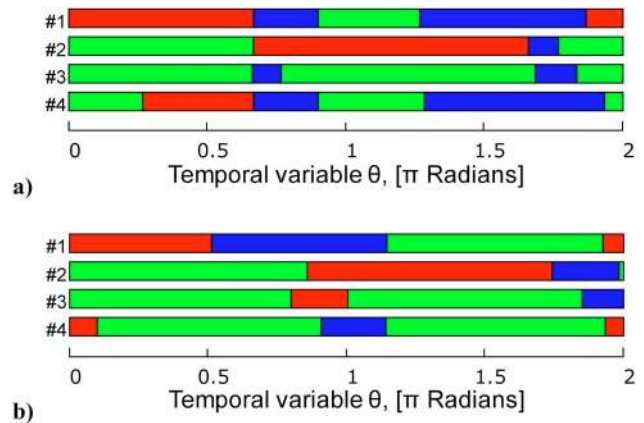 #1
#2
#3
#4
0 0.5 1 1.5 2
Temporal variable θ, [π Radians]
a)
#1
#2
#3
#4
0 0.5 1 1.5 2
Temporal variable θ, [π Radians]
b)